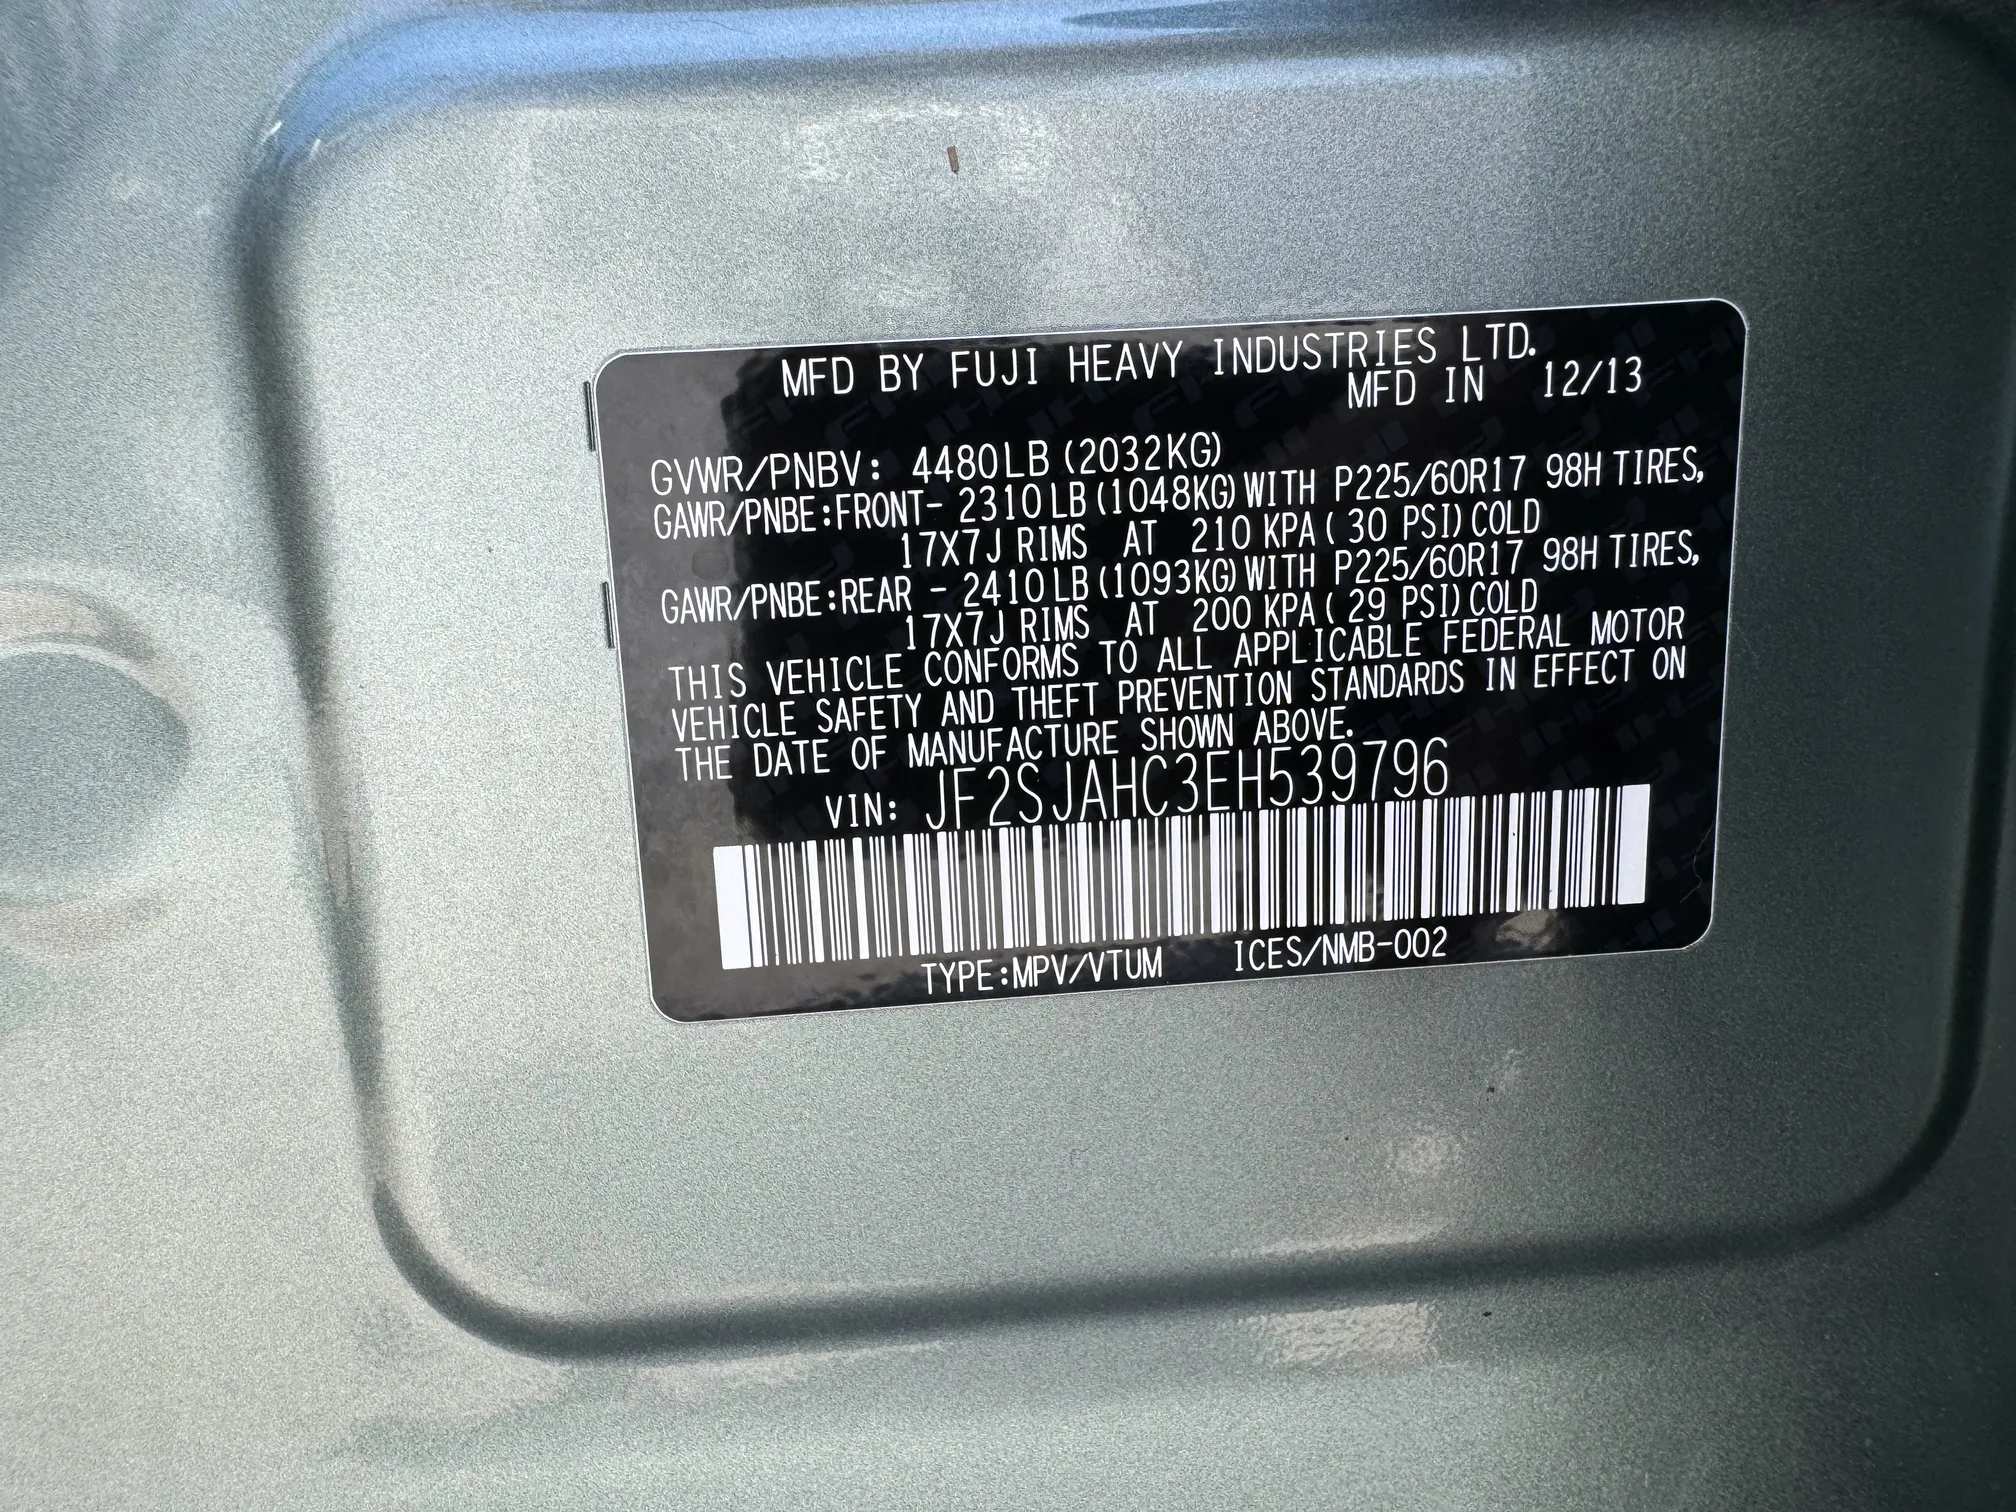 MFD BY FUJI HEAVY INDUSTRIES LTD.
MFD IN 12/13
GVWR/PNBV: 4480LB (2032KG)
GAWR/PNBE:FRONT- 2310LB (1048KG) WITH P225/60R17 98H TIRES,
17X7J RIMS AT 210 KPA ( 30 PSI) COLD
GAWR/PNBE:REAR - 2410LB (1093KG) WITH P225/60R17 98H TIRES,
17X7J RIMS AT 200 KPA ( 29 PSI) COLD
THIS VEHICLE CONFORMS TO ALL APPLICABLE FEDERAL MOTOR
VEHICLE SAFETY AND THEFT PREVENTION STANDARDS IN EFFECT ON
THE DATE OF MANUFACTURE SHOWN ABOVE.
VIN: JF2SJAHC3EH539796
TYPE:MPV/VTUM ICES/NMB-002